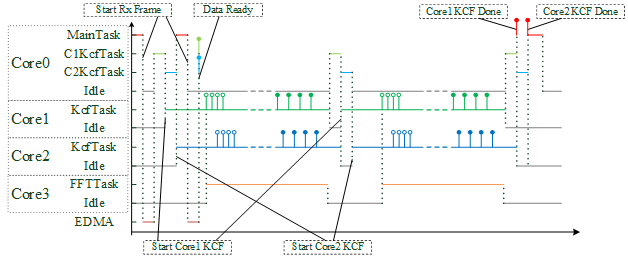 Start Rx Frame
Data Ready
Core1 KCF Done
Core2 KCF Done
Core0
MainTask
C1KcfTask
C2KcfTask
Idle
Core1
KcfTask
Idle
Core2
KcfTask
Idle
Core3
FFTTask
Idle
EDMA
Start Core1 KCF
Start Core2 KCF